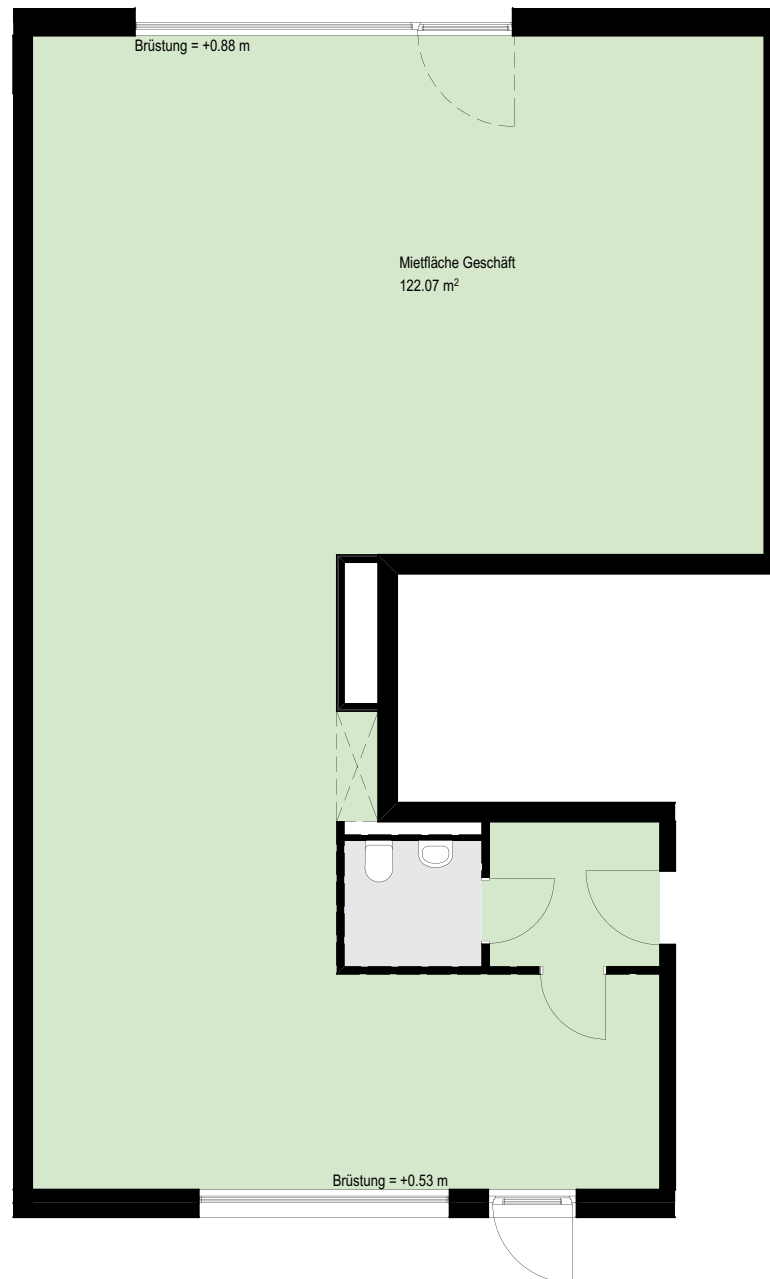 Brüstung = +0.88 m
Mietfläche Geschäft
122.07 m²
Brüstung = +0.53 m